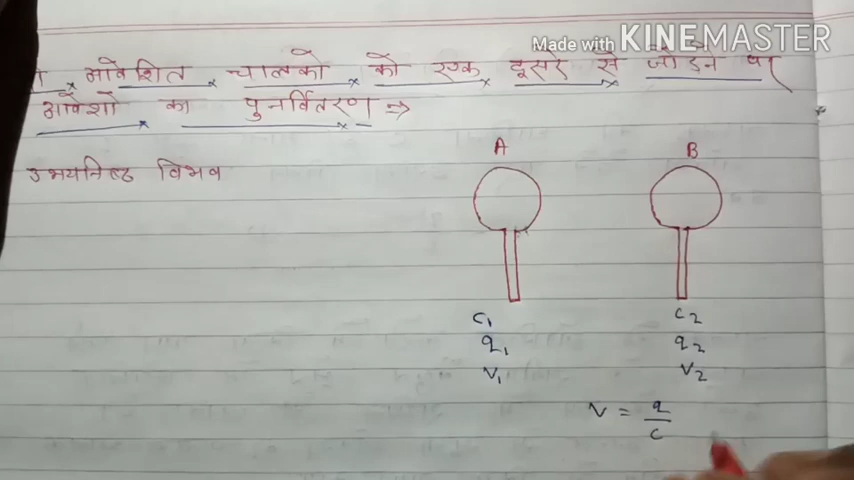 Made with KINEMASTER
आवेशित चालको को एक दूसरे से जोड़ने पर
आवेशों का पुनर्वितरण ⇒
A B
उभयनिष्ठ विभव
C₁ C₂
q₁ q₂
V₁ V₂
V = q/C